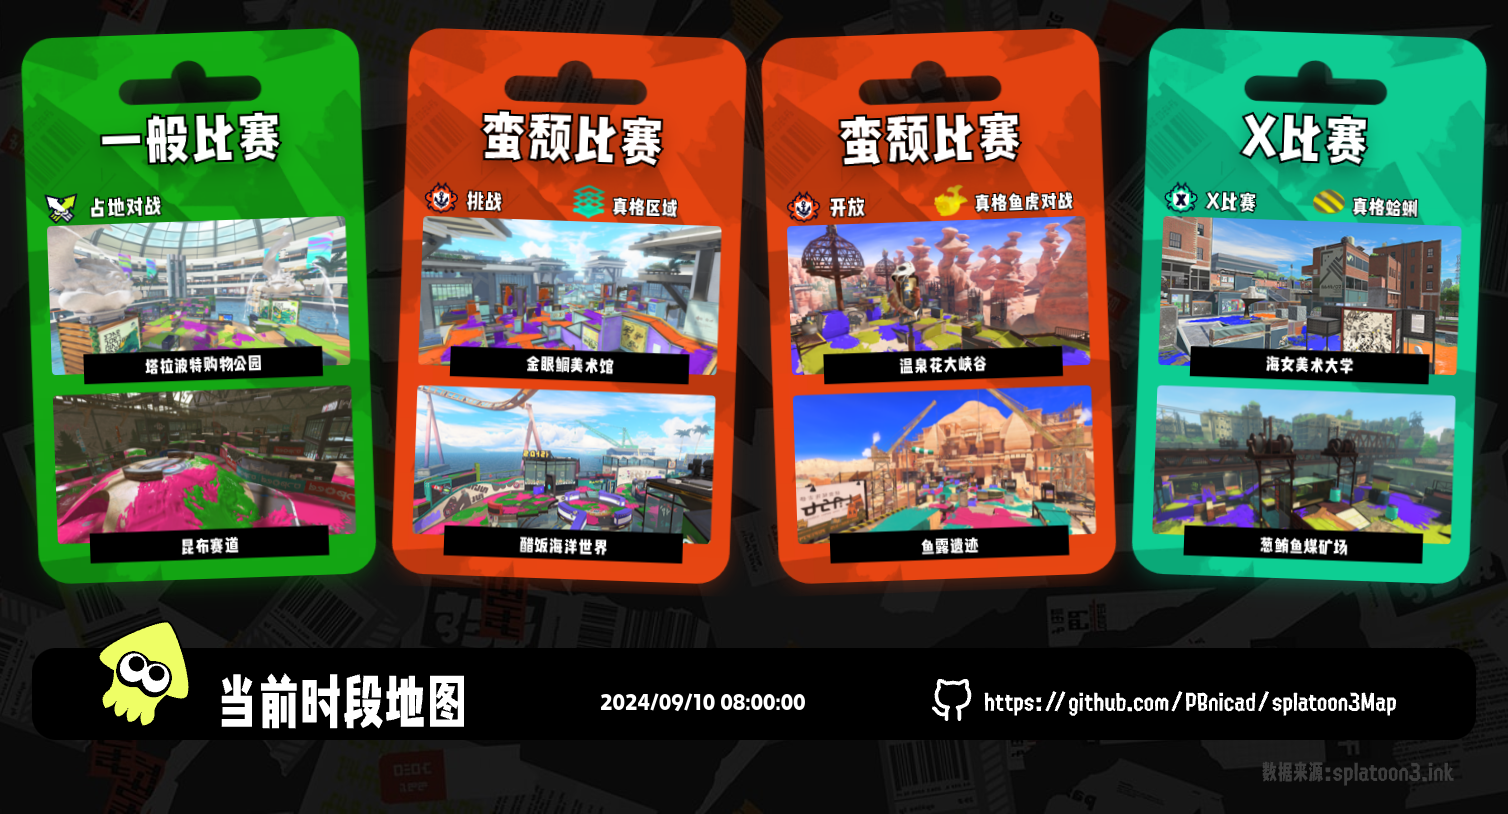 一般比赛
占地对战
塔拉波特购物公园
昆布赛道
蛮颓比赛
挑战
真格区域
金眼鲷美术馆
醋饭海洋世界
蛮颓比赛
开放
真格鱼虎对战
温泉花大峡谷
鱼露遗迹
X比赛
X比赛
真格蛤蜊
海女美术大学
葱鲔鱼煤矿场
当前时段地图
2024/09/10 08:00:00
https://github.com/PBnicad/splatoon3Map
数据来源:splatoon3.ink